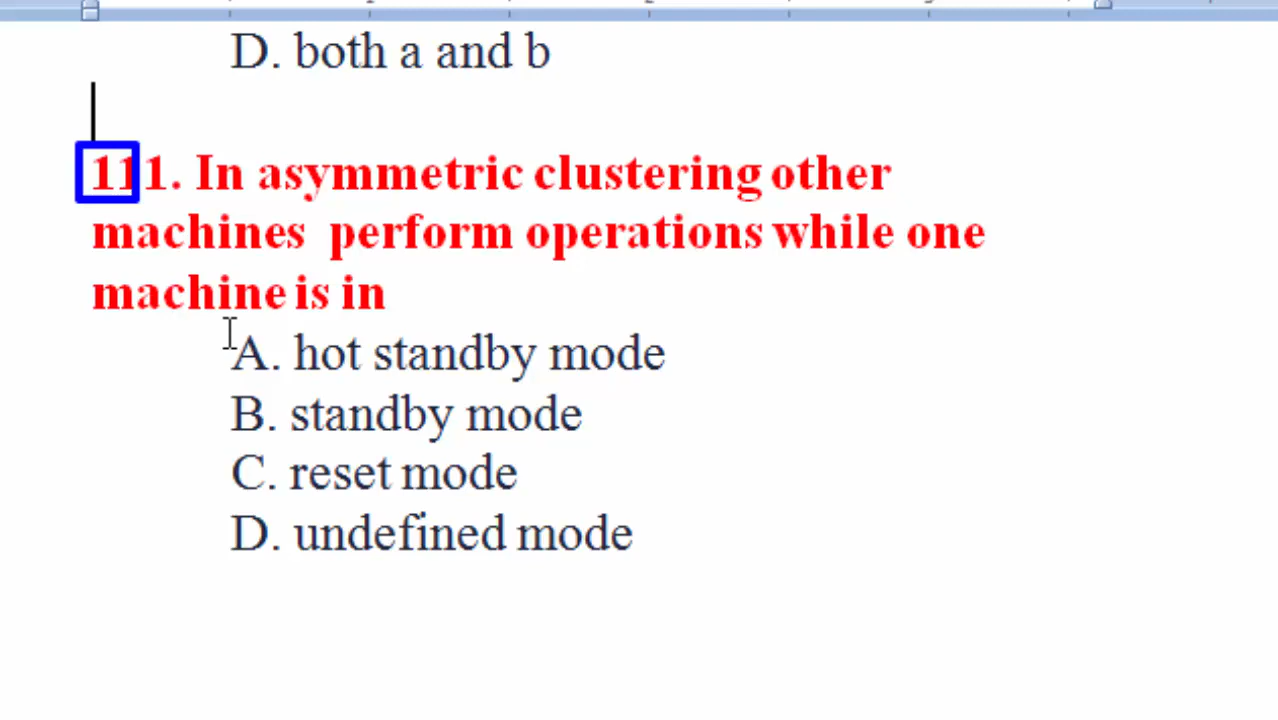 D. both a and b
111. In asymmetric clustering other
machines perform operations while one
machine is in
A. hot standby mode
B. standby mode
C. reset mode
D. undefined mode